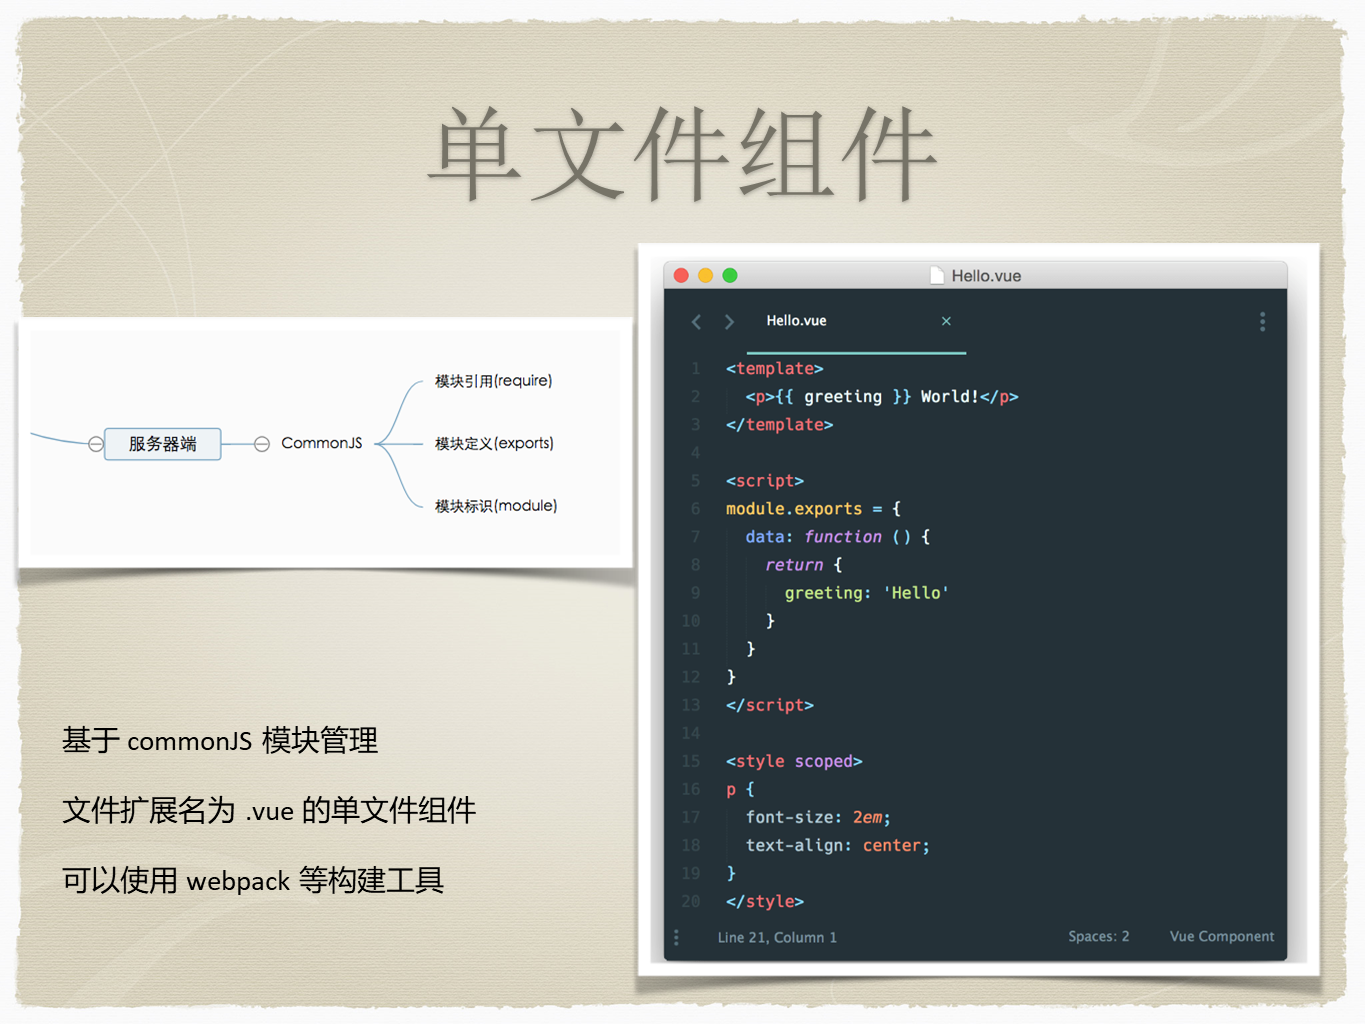 单文件组件
服务器端
CommonJS
模块引用(require)
模块定义(exports)
模块标识(module)
基于 commonJS 模块管理
文件扩展名为 .vue 的单文件组件
可以使用 webpack 等构建工具
Hello.vue
Hello.vue ×
1 <template>
2 <p>{{ greeting }} World!</p>
3 </template>
4
5 <script>
6 module.exports = {
7 data: function () {
8 return {
9 greeting: 'Hello'
10 }
11 }
12 }
13 </script>
14
15 <style scoped>
16 p {
17 font-size: 2em;
18 text-align: center;
19 }
20 </style>
Line 21, Column 1 Spaces: 2 Vue Component